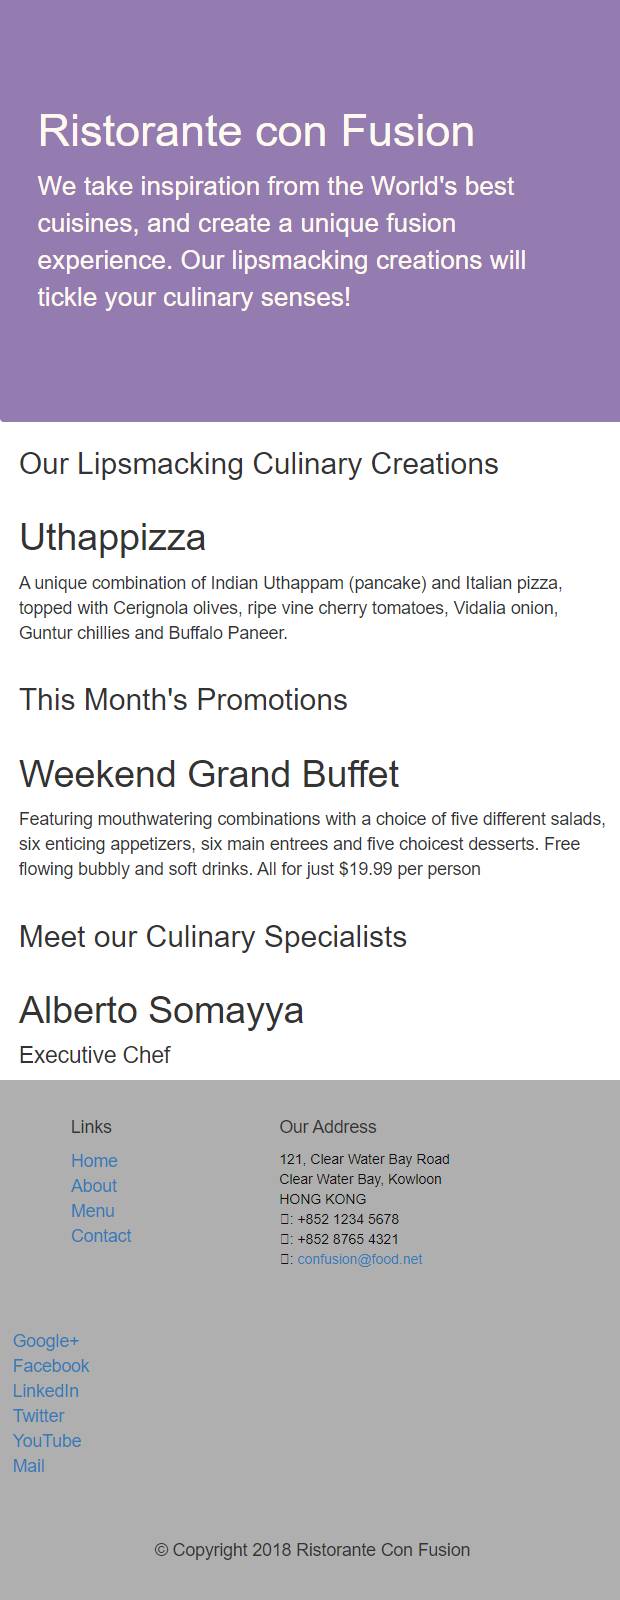 Ristorante con Fusion
We take inspiration from the World's best
cuisines, and create a unique fusion
experience. Our lipsmacking creations will
tickle your culinary senses!
Our Lipsmacking Culinary Creations
Uthappizza
A unique combination of Indian Uthappam (pancake) and Italian pizza,
topped with Cerignola olives, ripe vine cherry tomatoes, Vidalia onion,
Guntur chillies and Buffalo Paneer.
This Month's Promotions
Weekend Grand Buffet
Featuring mouthwatering combinations with a choice of five different salads,
six enticing appetizers, six main entrees and five choicest desserts. Free
flowing bubbly and soft drinks. All for just $19.99 per person
Meet our Culinary Specialists
Alberto Somayya
Executive Chef
Links
Home
About
Menu
Contact
Our Address
121, Clear Water Bay Road
Clear Water Bay, Kowloon
HONG KONG
: +852 1234 5678
: +852 8765 4321
: confusion@food.net
Google+
Facebook
LinkedIn
Twitter
YouTube
Mail
© Copyright 2018 Ristorante Con Fusion